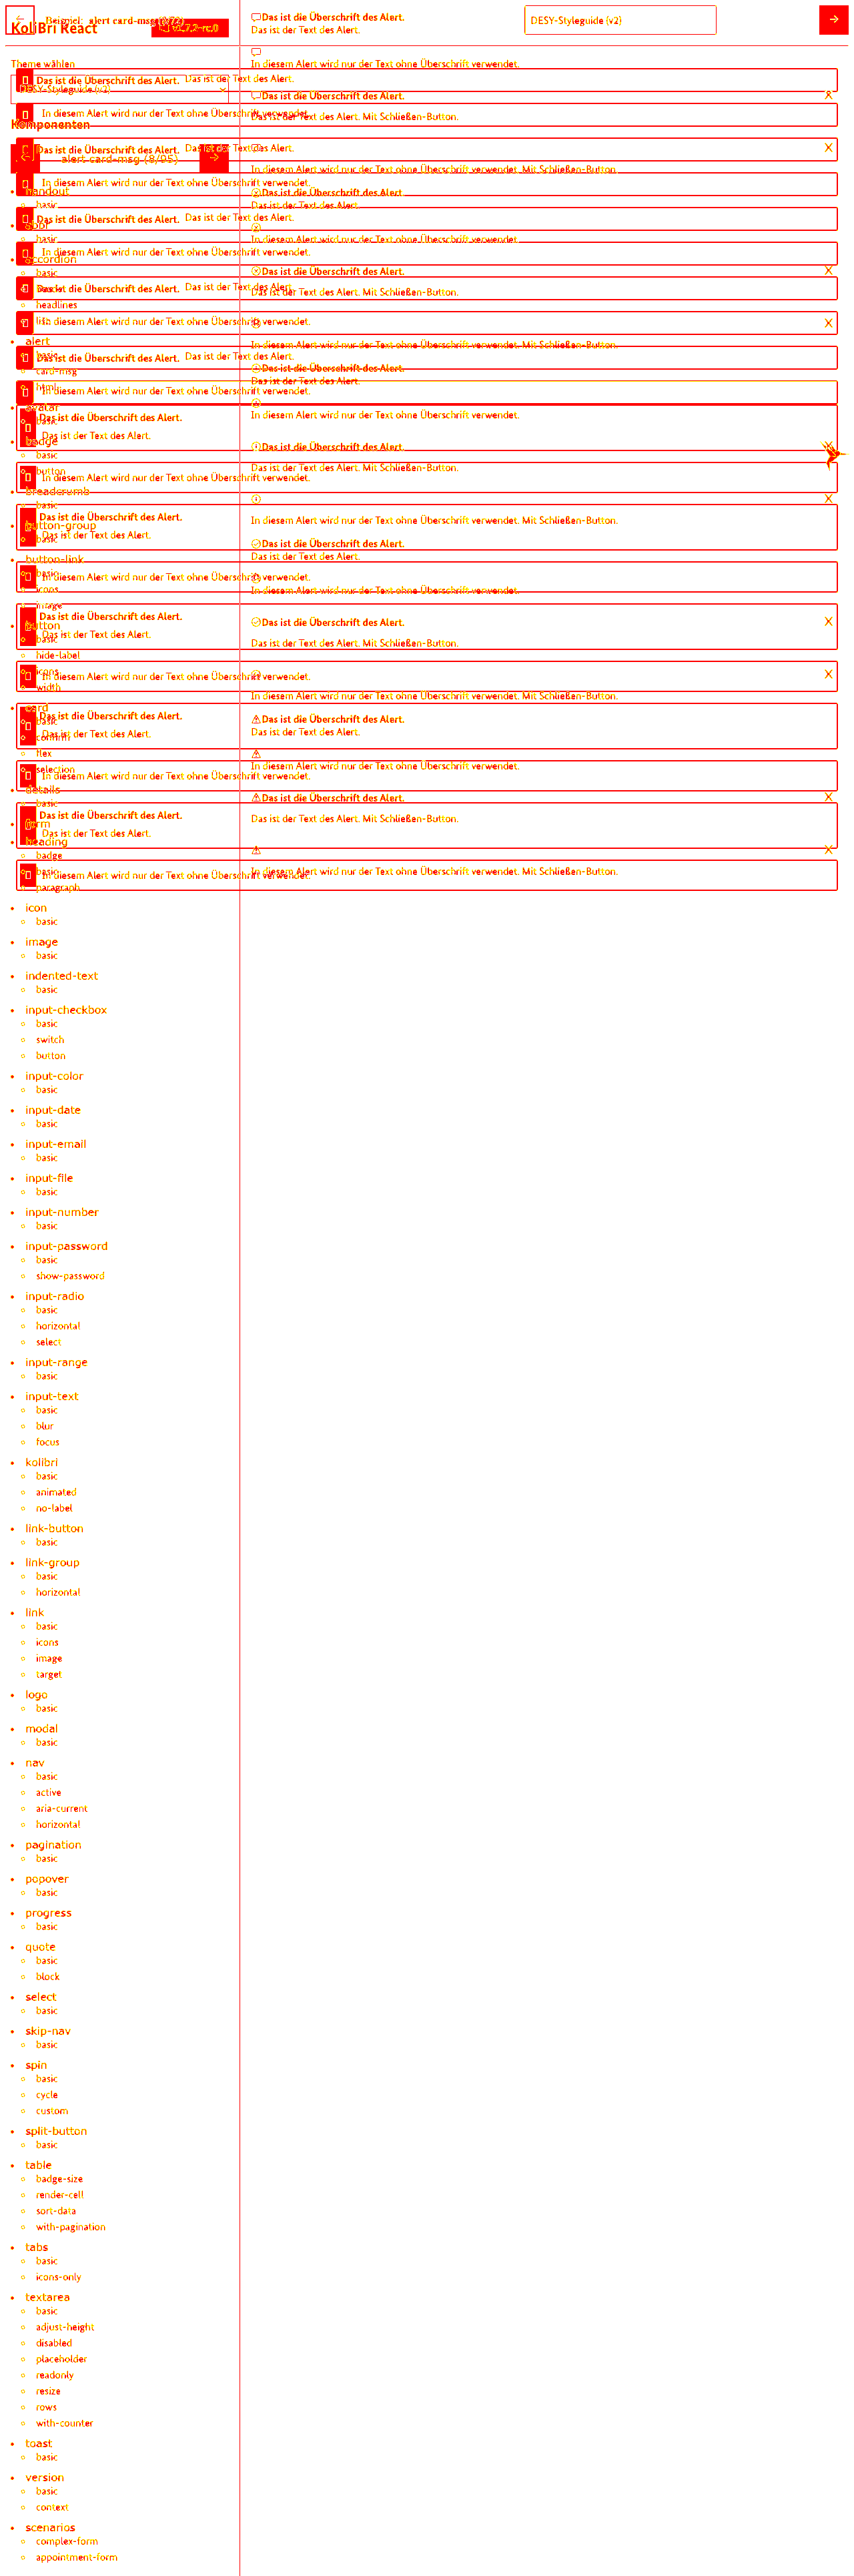 Beispiel: alert card-msg
KoliBri React
v1.7.2-rc.0
Das ist die Überschrift des Alert.
Das ist der Text des Alert.
DESY-Styleguide (v2)
In diesem Alert wird nur der Text ohne Überschrift verwendet.
Theme wählen
DESY-Styleguide (v2)
Das ist die Überschrift des Alert.
Das ist der Text des Alert.
Das ist die Überschrift des Alert.
Das ist der Text des Alert. Mit Schließen-Button.
In diesem Alert wird nur der Text ohne Überschrift verwendet.
Komponenten
alert card-msg (8/95)
Das ist die Überschrift des Alert.
Das ist der Text des Alert.
In diesem Alert wird nur der Text ohne Überschrift verwendet. Mit Schließen-Button.
In diesem Alert wird nur der Text ohne Überschrift verwendet.
handout
basic
Das ist die Überschrift des Alert.
Das ist der Text des Alert.
Das ist die Überschrift des Alert.
Das ist der Text des Alert.
abbr
basic
In diesem Alert wird nur der Text ohne Überschrift verwendet.
In diesem Alert wird nur der Text ohne Überschrift verwendet.
accordion
basic
Das ist die Überschrift des Alert.
Das ist der Text des Alert. Mit Schließen-Button.
Das ist die Überschrift des Alert.
Das ist der Text des Alert.
headlines
In diesem Alert wird nur der Text ohne Überschrift verwendet.
In diesem Alert wird nur der Text ohne Überschrift verwendet. Mit Schließen-Button.
alert
basic
Das ist die Überschrift des Alert.
Das ist der Text des Alert.
card-msg
html
Das ist die Überschrift des Alert.
Das ist der Text des Alert.
In diesem Alert wird nur der Text ohne Überschrift verwendet.
In diesem Alert wird nur der Text ohne Überschrift verwendet.
avatar
basic
Das ist die Überschrift des Alert.
Das ist der Text des Alert.
badge
basic
button
Das ist die Überschrift des Alert.
Das ist der Text des Alert. Mit Schließen-Button.
In diesem Alert wird nur der Text ohne Überschrift verwendet.
breadcrumb
basic
Das ist die Überschrift des Alert.
Das ist der Text des Alert.
In diesem Alert wird nur der Text ohne Überschrift verwendet. Mit Schließen-Button.
button-group
basic
Das ist die Überschrift des Alert.
Das ist der Text des Alert.
button-link
basic
icons
image
In diesem Alert wird nur der Text ohne Überschrift verwendet.
In diesem Alert wird nur der Text ohne Überschrift verwendet.
Das ist die Überschrift des Alert.
Das ist der Text des Alert.
Das ist die Überschrift des Alert.
Das ist der Text des Alert. Mit Schließen-Button.
button
basic
hide-label
icons
width
In diesem Alert wird nur der Text ohne Überschrift verwendet.
In diesem Alert wird nur der Text ohne Überschrift verwendet. Mit Schließen-Button.
card
basic
confirm
flex
selection
Das ist die Überschrift des Alert.
Das ist der Text des Alert.
Das ist die Überschrift des Alert.
Das ist der Text des Alert.
In diesem Alert wird nur der Text ohne Überschrift verwendet.
In diesem Alert wird nur der Text ohne Überschrift verwendet.
details
basic
Das ist die Überschrift des Alert.
Das ist der Text des Alert. Mit Schließen-Button.
Das ist die Überschrift des Alert.
Das ist der Text des Alert.
form
heading
badge
basic
paragraph
In diesem Alert wird nur der Text ohne Überschrift verwendet. Mit Schließen-Button.
In diesem Alert wird nur der Text ohne Überschrift verwendet.
icon
basic
image
basic
indented-text
basic
input-checkbox
basic
switch
button
input-color
basic
input-date
basic
input-email
basic
input-file
basic
input-number
basic
input-password
basic
show-password
input-radio
basic
horizontal
select
input-range
basic
input-text
basic
blur
focus
kolibri
basic
animated
no-label
link-button
basic
link-group
basic
horizontal
link
basic
icons
image
target
logo
basic
modal
basic
nav
basic
active
aria-current
horizontal
pagination
basic
popover
basic
progress
basic
quote
basic
block
select
basic
skip-nav
basic
spin
basic
cycle
custom
split-button
basic
table
badge-size
render-cell
sort-data
with-pagination
tabs
basic
icons-only
textarea
basic
adjust-height
disabled
placeholder
readonly
resize
rows
with-counter
toast
basic
version
basic
context
scenarios
complex-form
appointment-form